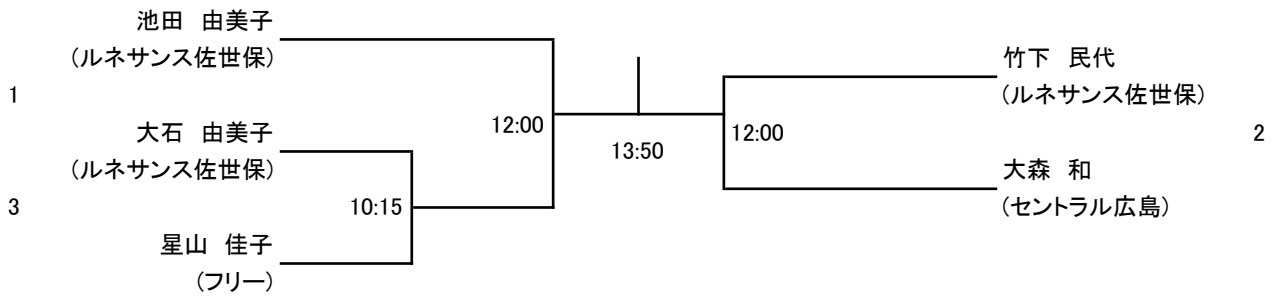 池田　由美子
(ルネサンス佐世保)
1
大石　由美子
(ルネサンス佐世保)
3
星山　佳子
(フリー)
10:15
12:00
13:50
12:00
竹下　民代
(ルネサンス佐世保)
2
大森　和
(セントラル広島)